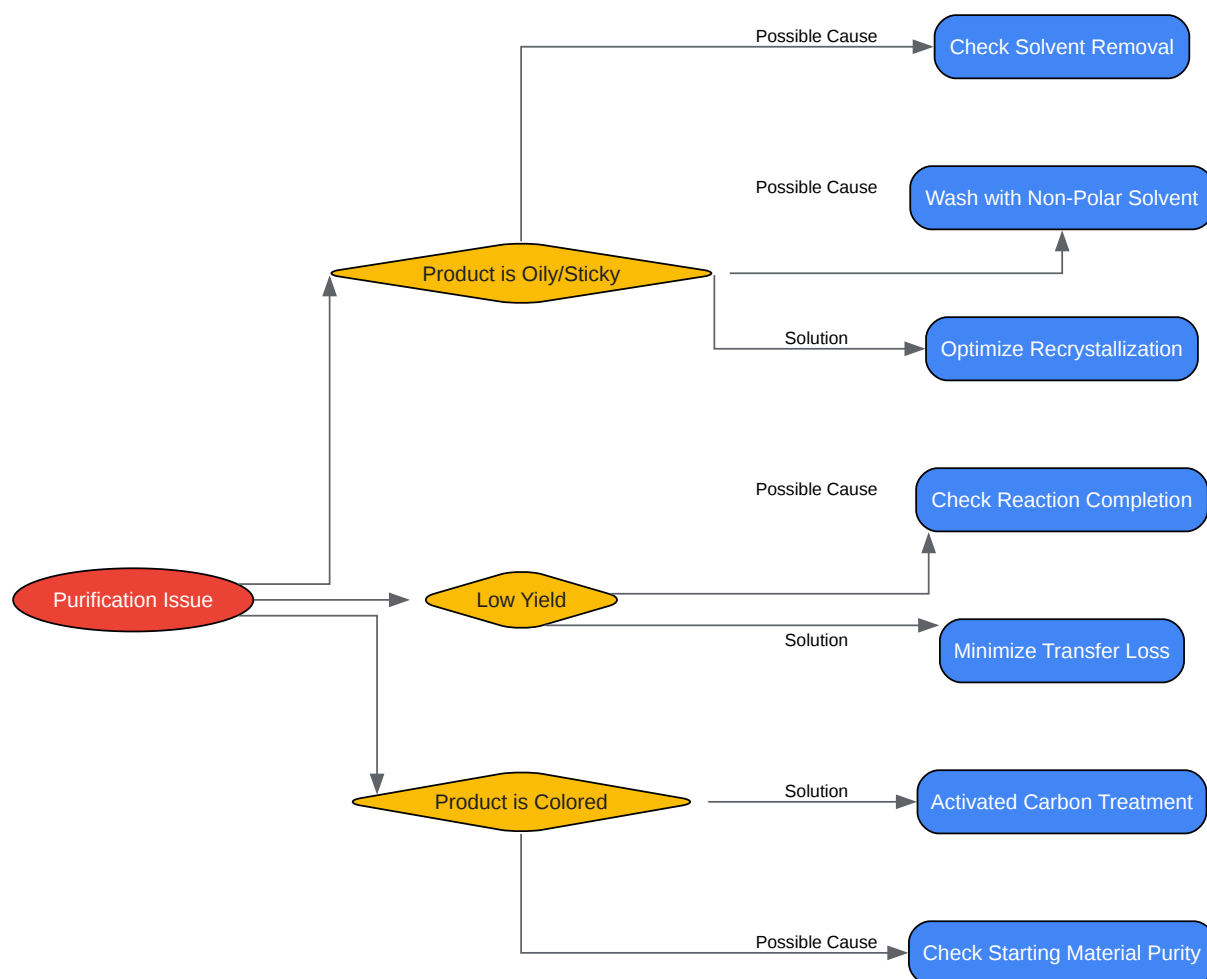 Possible Cause
Check Solvent Removal
Possible Cause
Wash with Non-Polar Solvent
Product is Oily/Sticky
Solution
Optimize Recrystallization
Possible Cause
Check Reaction Completion
Purification Issue
Low Yield
Solution
Minimize Transfer Loss
Product is Colored
Solution
Activated Carbon Treatment
Possible Cause
Check Starting Material Purity